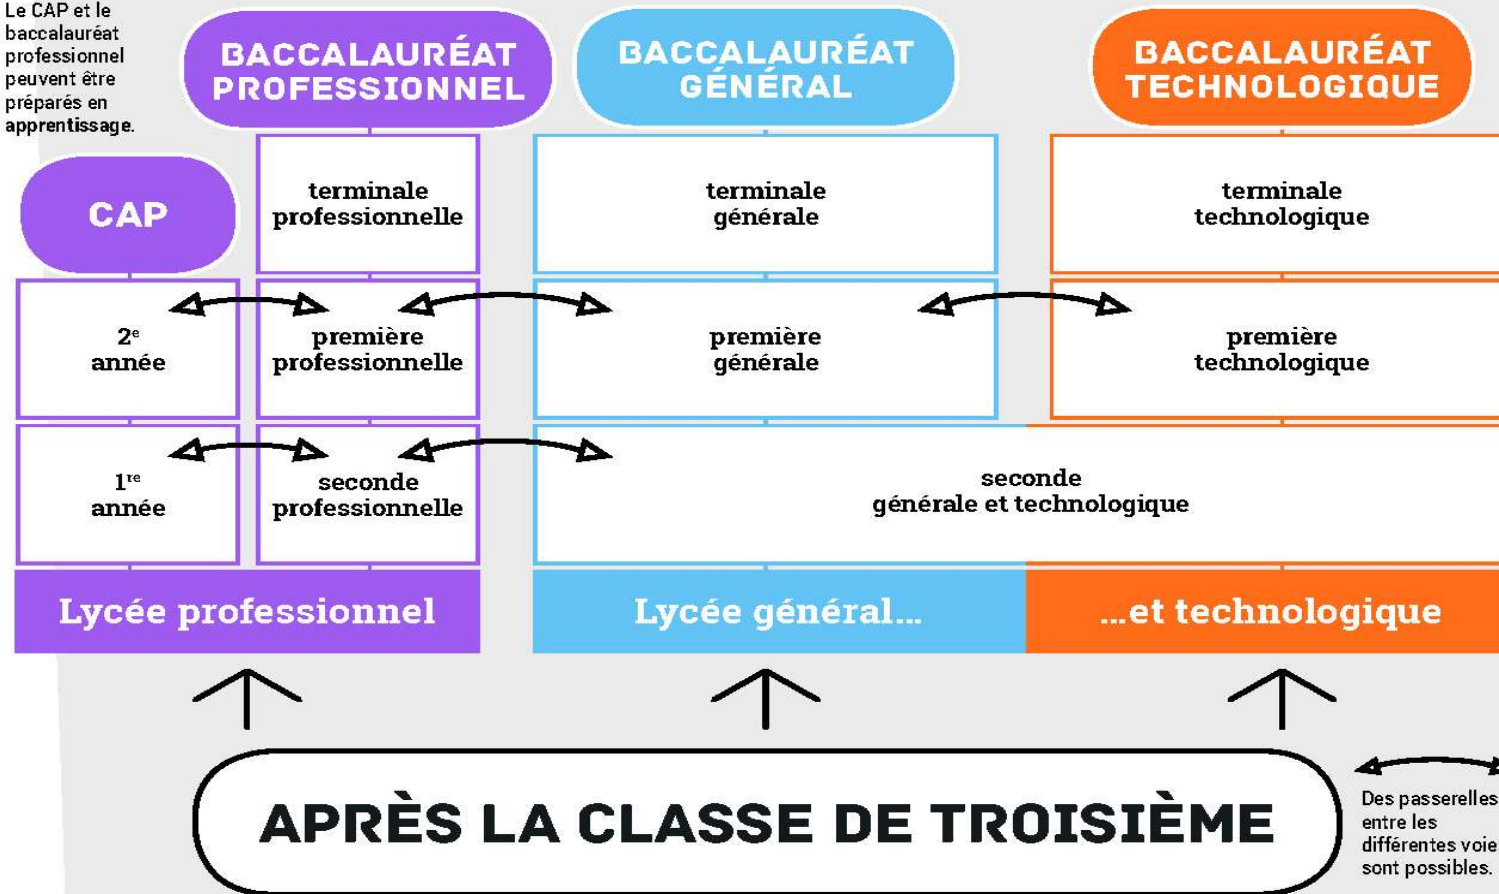 Le CAP et le
baccalauréat
professionnel
peuvent être
préparés en
apprentissage.
BACCALAURÉAT
PROFESSIONNEL
BACCALAURÉAT
GÉNÉRAL
BACCALAURÉAT
TECHNOLOGIQUE
CAP
terminale
professionnelle
terminale
générale
terminale
technologique
2e
année
première
professionnelle
première
générale
première
technologique
1re
année
seconde
professionnelle
seconde
générale et technologique
Lycée professionnel
Lycée général...
...et technologique
APRÈS LA CLASSE DE TROISIÈME
Des passerelles
entre les
différentes voie
sont possibles.